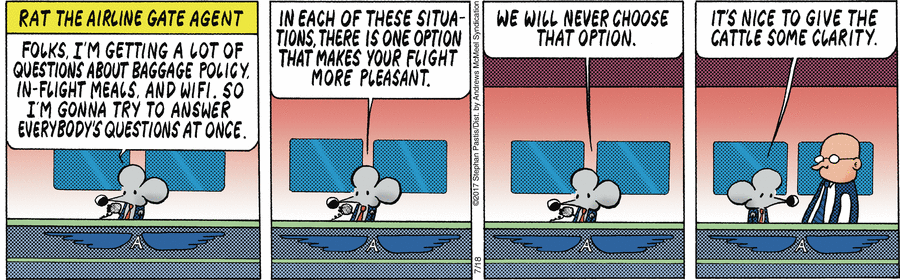 RAT THE AIRLINE GATE AGENT
FOLKS, I'M GETTING A LOT OF
QUESTIONS ABOUT BAGGAGE POLICY,
IN-FLIGHT MEALS, AND WIFI. SO
I'M GONNA TRY TO ANSWER
EVERYBODY'S QUESTIONS AT ONCE.
A
IN EACH OF THESE SITUA-
TIONS, THERE IS ONE OPTION
THAT MAKES YOUR FLIGHT
MORE PLEASANT.
A
©2017 Stephan Pastis/Dist. by Andrews McMeel Syndication
7/18
WE WILL NEVER CHOOSE
THAT OPTION.
A
IT'S NICE TO GIVE THE
CATTLE SOME CLARITY.
A